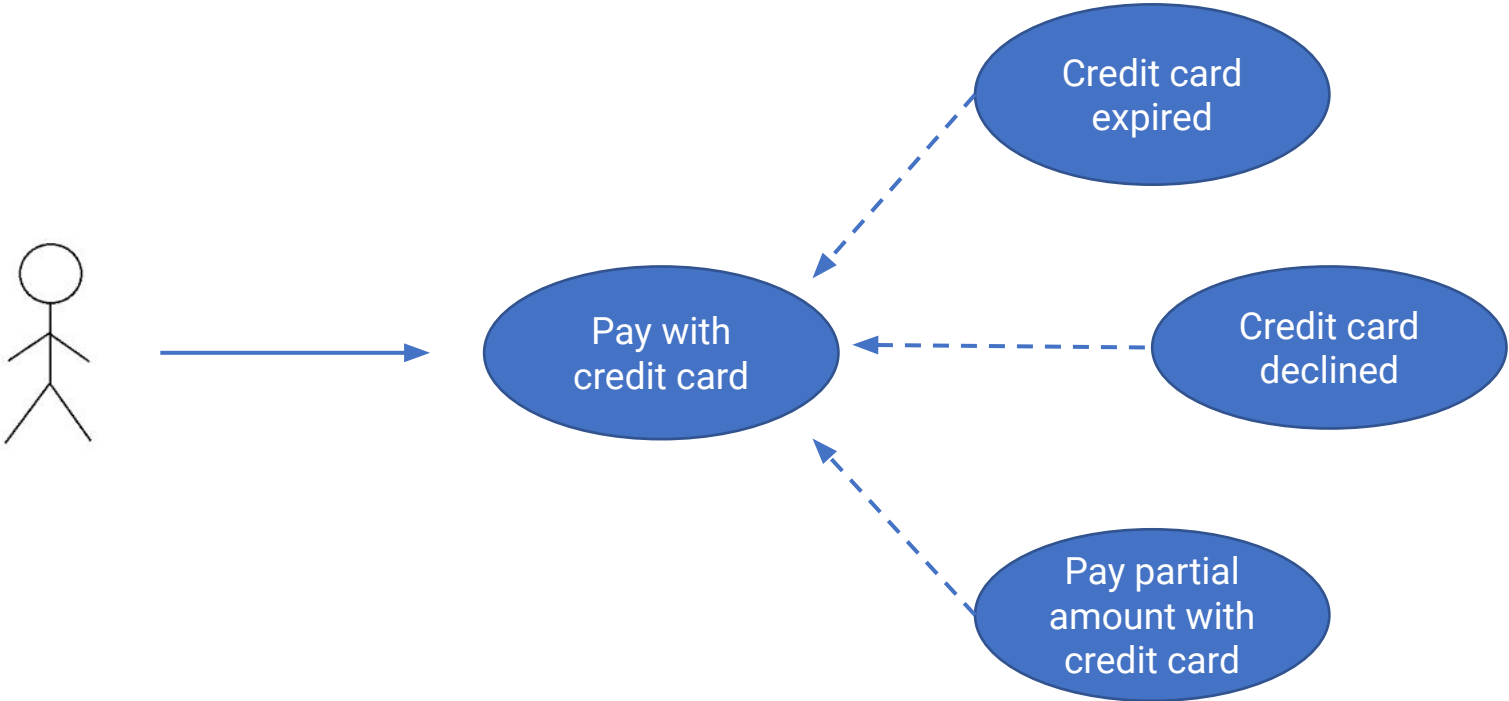 Credit card
expired
Pay with
credit card
Credit card
declined
Pay partial
amount with
credit card